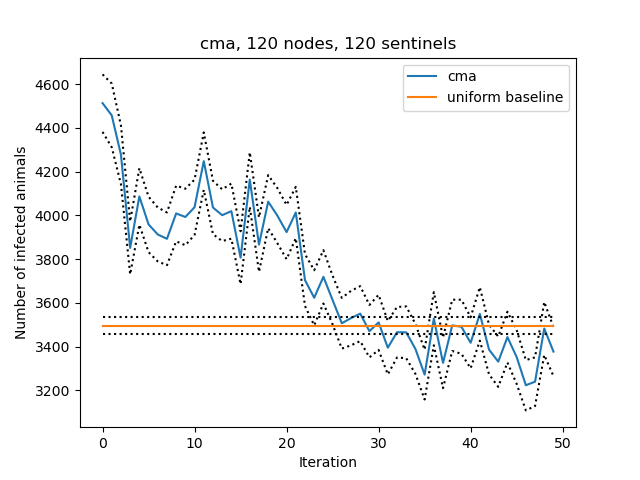 cma, 120 nodes, 120 sentinels
cma
uniform baseline
Number of infected animals
4600
4400
4200
4000
3800
3600
3400
3200
0 10 20 30 40 50
Iteration